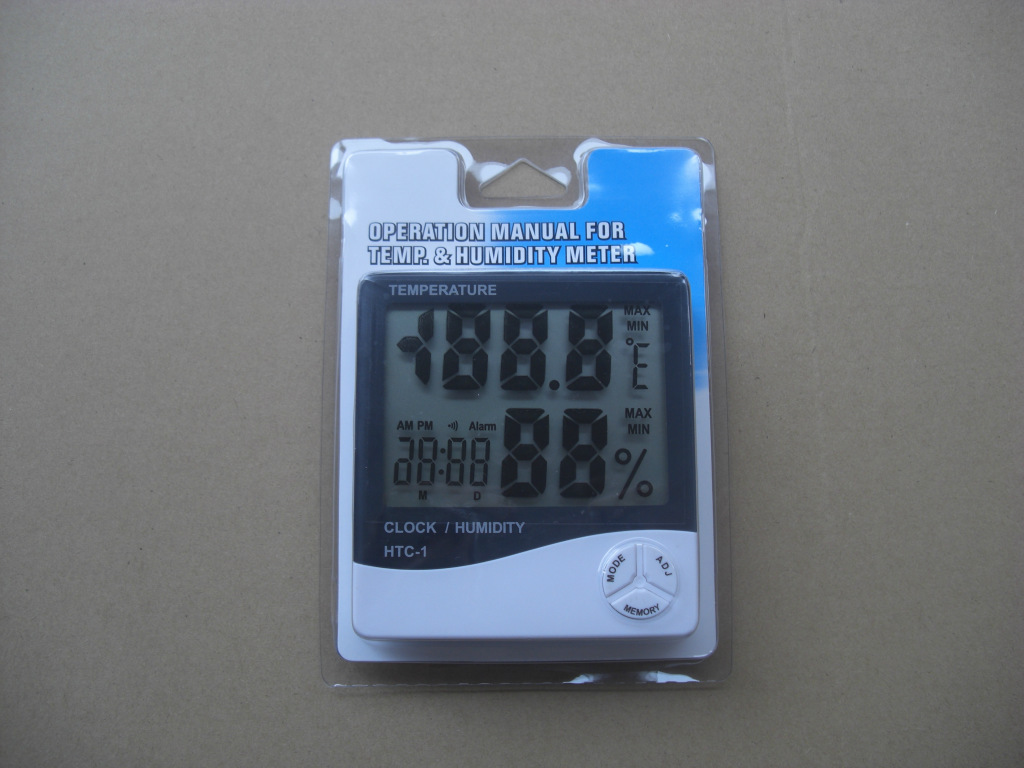 OPERATION MANUAL FOR
TEMP. & HUMIDITY METER
TEMPERATURE
-188.8
MAX
MIN
°E
AM PM Alarm
MAX
MIN
28:88
88
%
M D
CLOCK / HUMIDITY
HTC-1
MODE
ADJ
MEMORY